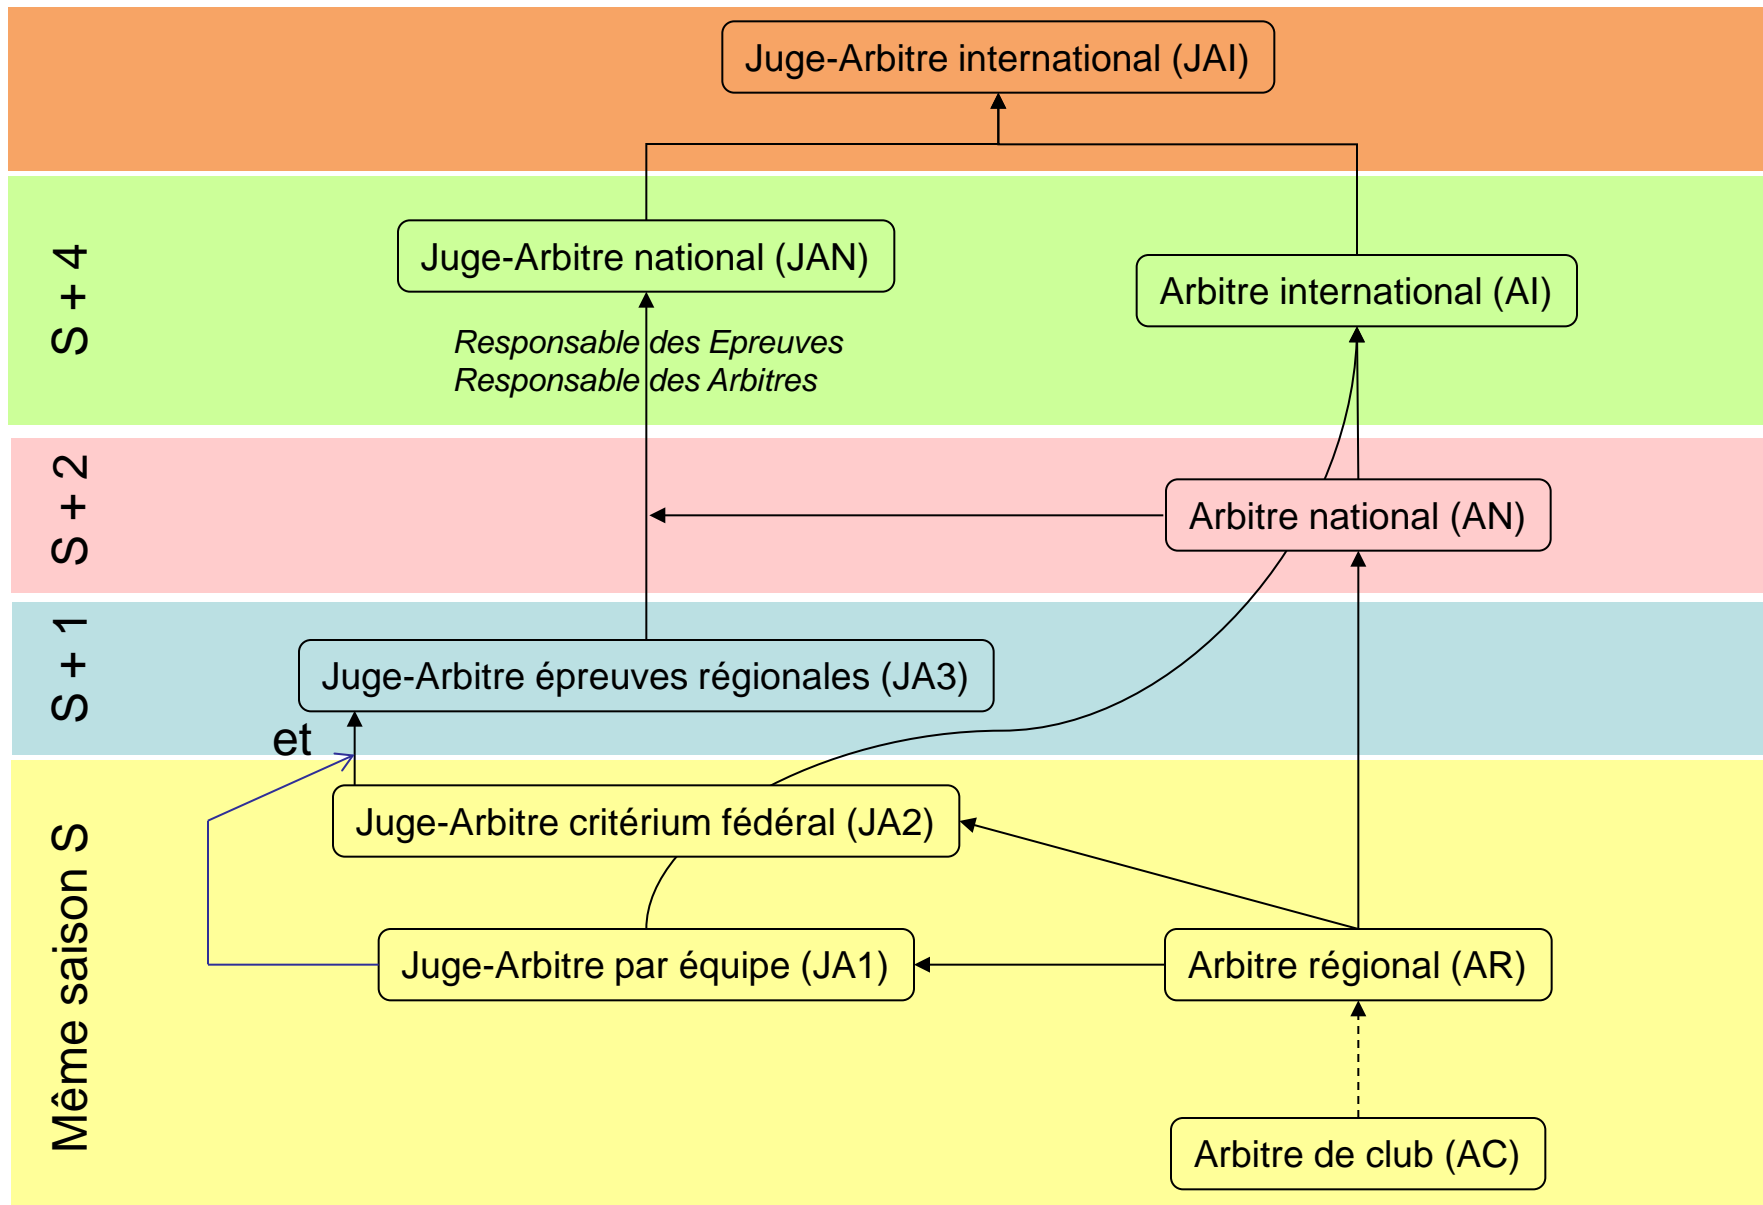 Juge-Arbitre international (JAI)
S + 4
Juge-Arbitre national (JAN)
Arbitre international (AI)
Responsable des Epreuves
Responsable des Arbitres
S + 2
Arbitre national (AN)
S + 1
Juge-Arbitre épreuves régionales (JA3)
et
Même saison S
Juge-Arbitre critérium fédéral (JA2)
Juge-Arbitre par équipe (JA1)
Arbitre régional (AR)
Arbitre de club (AC)